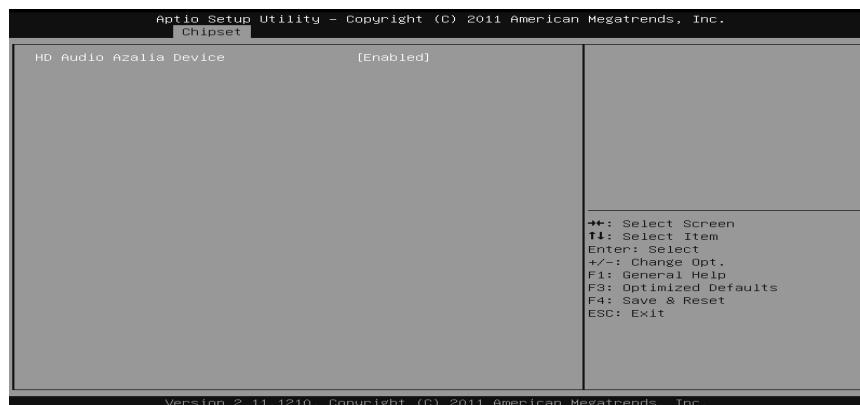 Aptio Setup Utility – Copyright (C) 2011 American Megatrends, Inc.
Chipset
HD Audio Azalia Device [Enabled]
→←: Select Screen
↑↓: Select Item
Enter: Select
+/-: Change Opt.
F1: General Help
F3: Optimized Defaults
F4: Save & Reset
ESC: Exit
Version 2.11.1210. Copyright (C) 2011 American Megatrends, Inc.